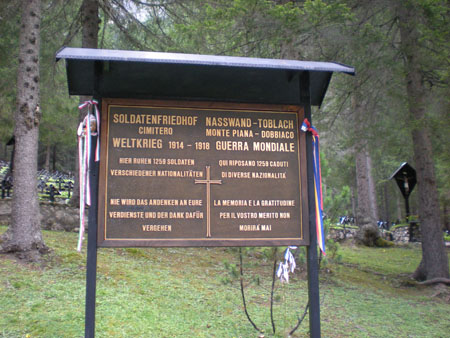 SOLDATENFRIEDHOF NASSWAND-TOBLACH
CIMITERO MONTE PIANA-DOBBIACO
WELTKRIEG 1914-1918 GUERRA MONDIALE
HIER RUHEN 1259 SOLDATEN
VERSCHIEDENER NATIONALITÄTEN
NIE WIRD DAS ANDENKEN AN EURE
VERDIENSTE UND DER DANK DAFÜR
VERGEHEN
QUI RIPOSANO 1259 CADUTI
DI DIVERSE NAZIONALITÀ
LA MEMORIA E LA GRATITUDINE
PER IL VOSTRO MERITO NON
MORIRÀ MAI